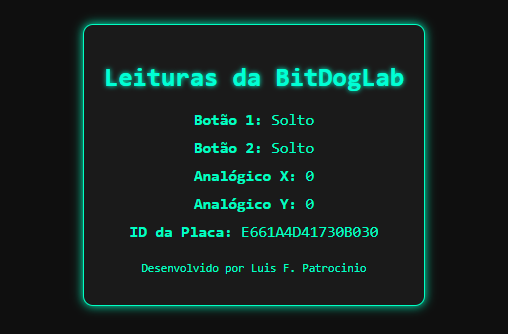 Leituras da BitDogLab
Botão 1: Solto
Botão 2: Solto
Analógico X: 0
Analógico Y: 0
ID da Placa: E661A4D41730B030
Desenvolvido por Luis F. Patrocinio